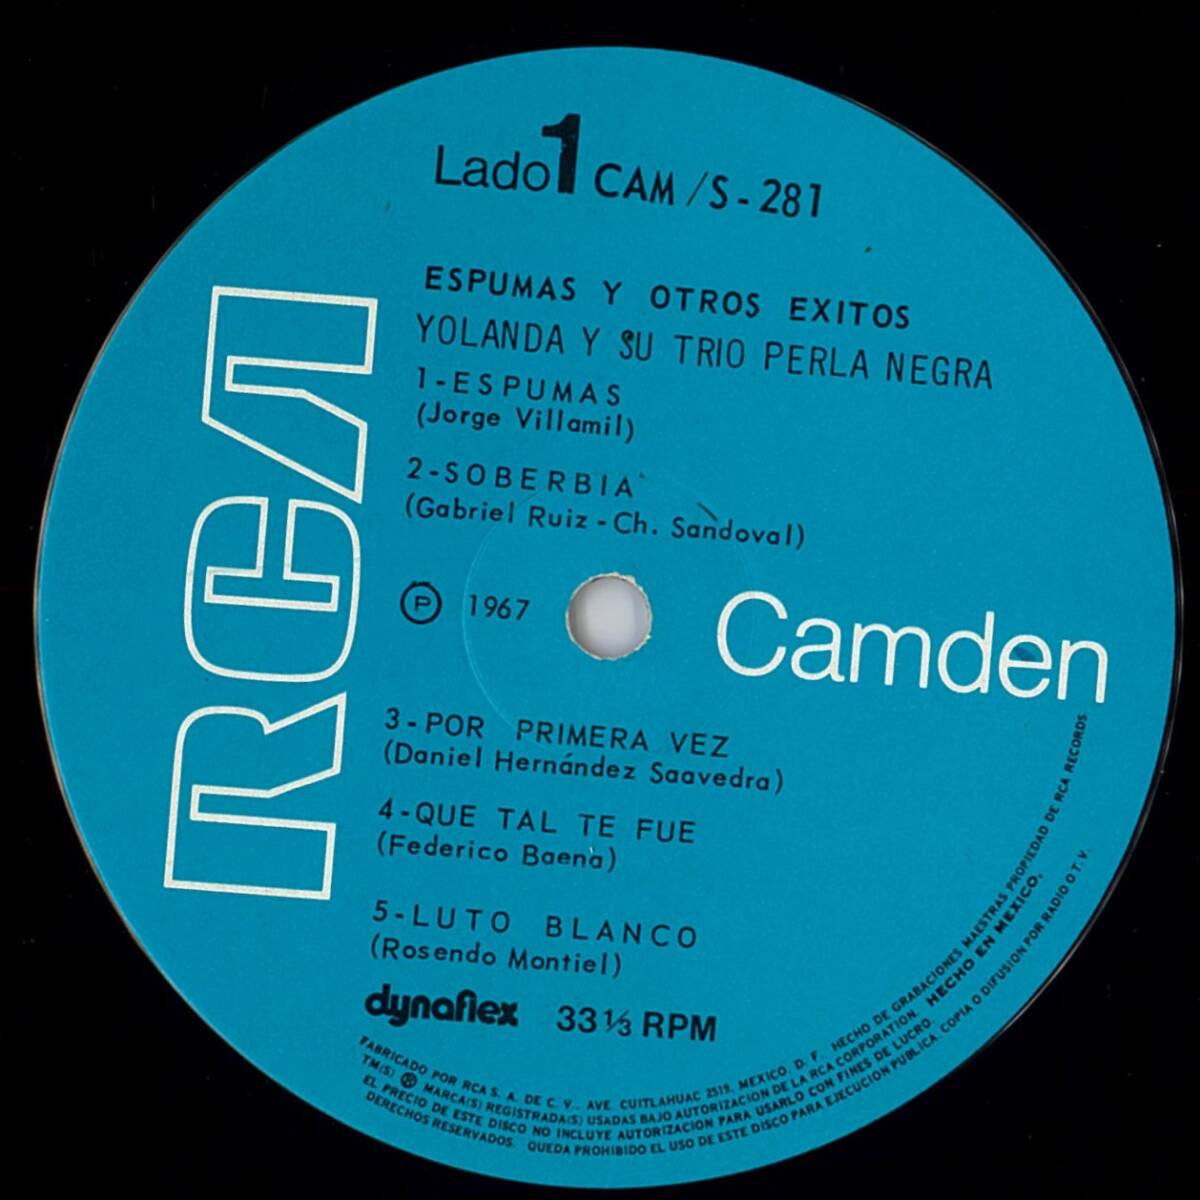 Lado 1 CAM/S-281
ESPUMAS Y OTROS EXITOS
YOLANDA Y SU TRIO PERLA NEGRA
1-ESPUMAS
(Jorge Villamil)
2-SOBERBIA
(Gabriel Ruiz-Ch. Sandoval)
Ⓟ 1967
RCA
Camden
3-POR PRIMERA VEZ
(Daniel Hernández Saavedra)
4-QUE TAL TE FUE
(Federico Baena)
5-LUTO BLANCO
(Rosendo Montiel)
dynaflex 33⅓ RPM
FABRICADO POR RCA S. A. DE C. V., AVE. CUITLAHUAC 2519, MEXICO, D. F. HECHO DE GRABACIONES MAESTRAS PROPIEDAD DE RCA RECORDS.
TM(S) ® MARCA(S) REGISTRADA(S) USADAS BAJO AUTORIZACION DE LA RCA CORPORATION. HECHO EN MEXICO.
EL PRECIO DE ESTE DISCO NO INCLUYE AUTORIZACION PARA USARLO CON FINES DE LUCRO.
DERECHOS RESERVADOS. QUEDA PROHIBIDO EL USO DE ESTE DISCO PARA EJECUCION PUBLICA, COPIA O DIFUSION POR RADIO O T.V.